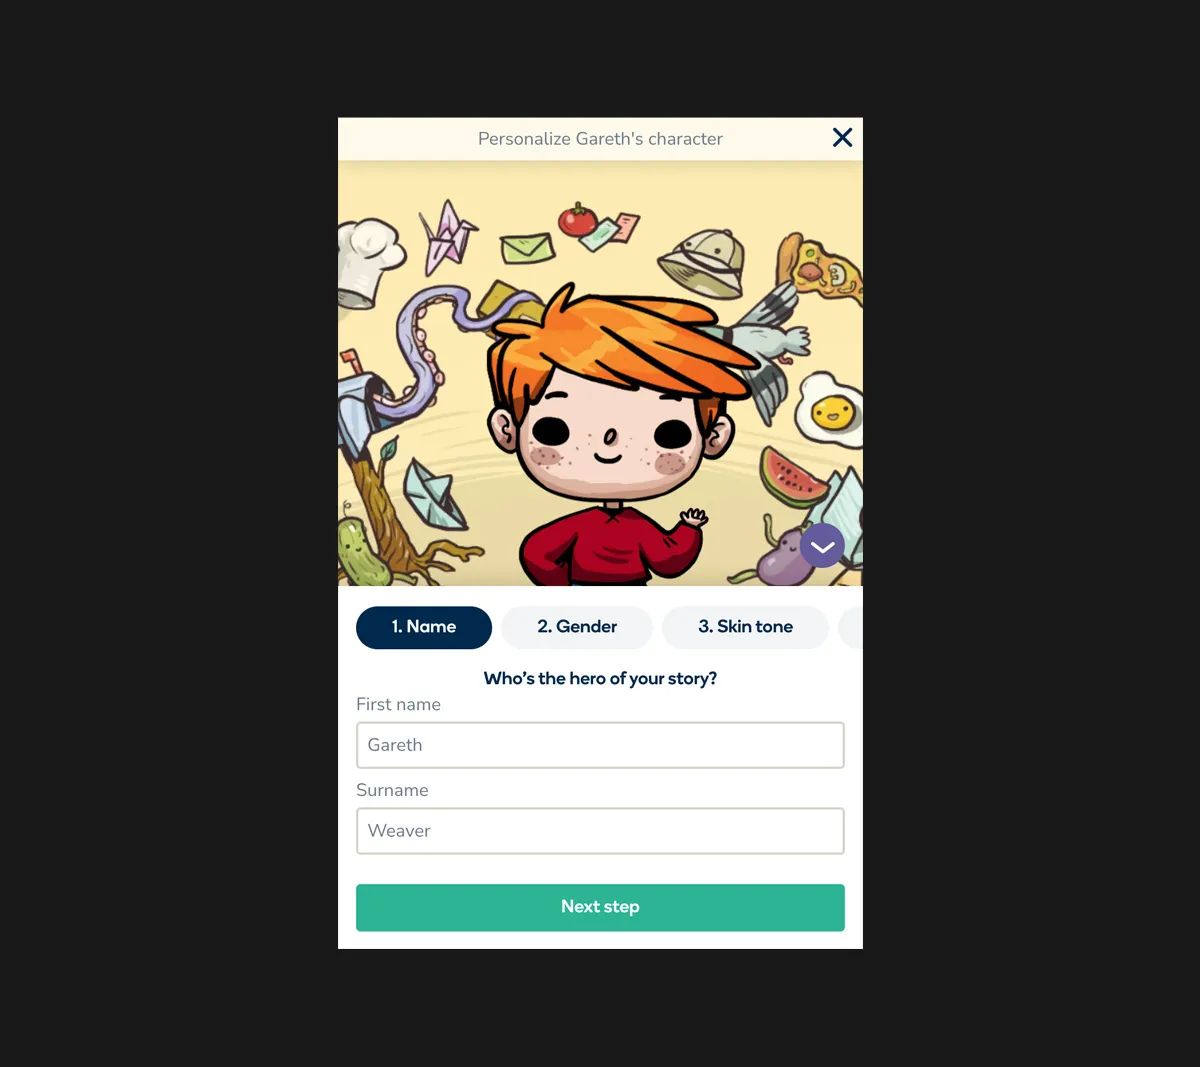 Personalize Gareth's character
1. Name
2. Gender
3. Skin tone
Who’s the hero of your story?
First name
Gareth
Surname
Weaver
Next step